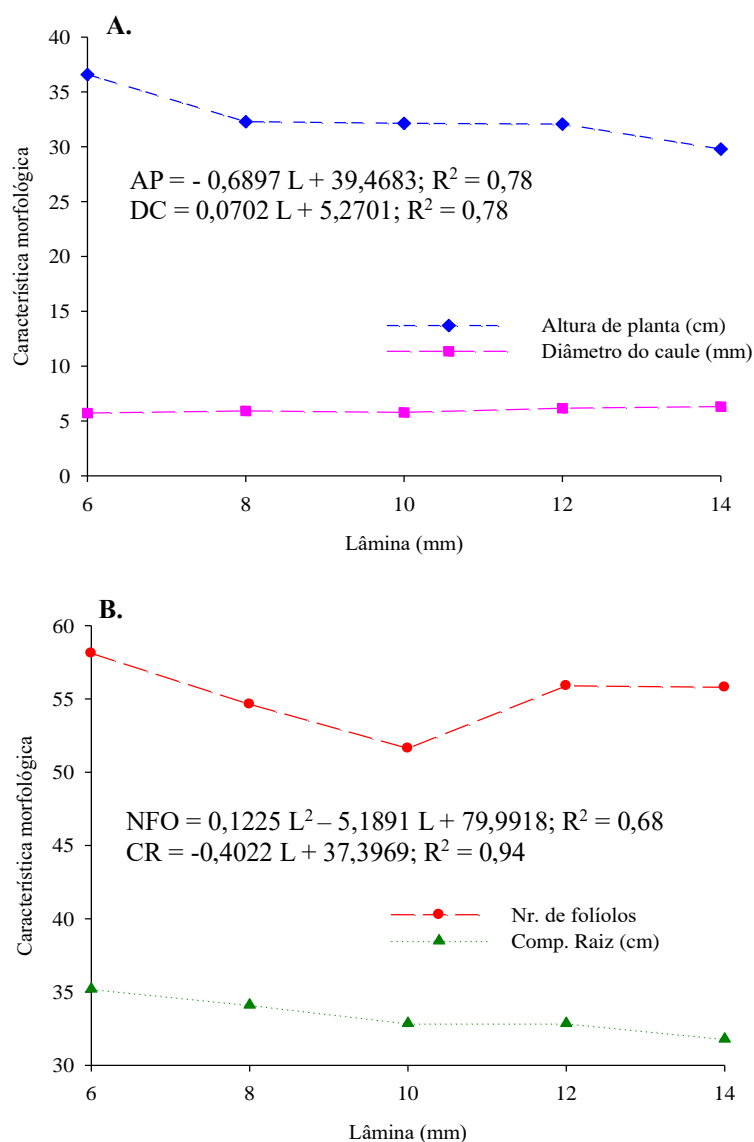 A.
40
35
30
25
20
15
10
5
0
Característica morfológica
AP = - 0,6897 L + 39,4683; R² = 0,78
DC = 0,0702 L + 5,2701; R² = 0,78
Altura de planta (cm)
Diâmetro do caule (mm)
6 8 10 12 14
Lâmina (mm)
B.
60
55
50
45
40
35
30
Característica morfológica
NFO = 0,1225 L² – 5,1891 L + 79,9918; R² = 0,68
CR = -0,4022 L + 37,3969; R² = 0,94
Nr. de folíolos
Comp. Raiz (cm)
6 8 10 12 14
Lâmina (mm)